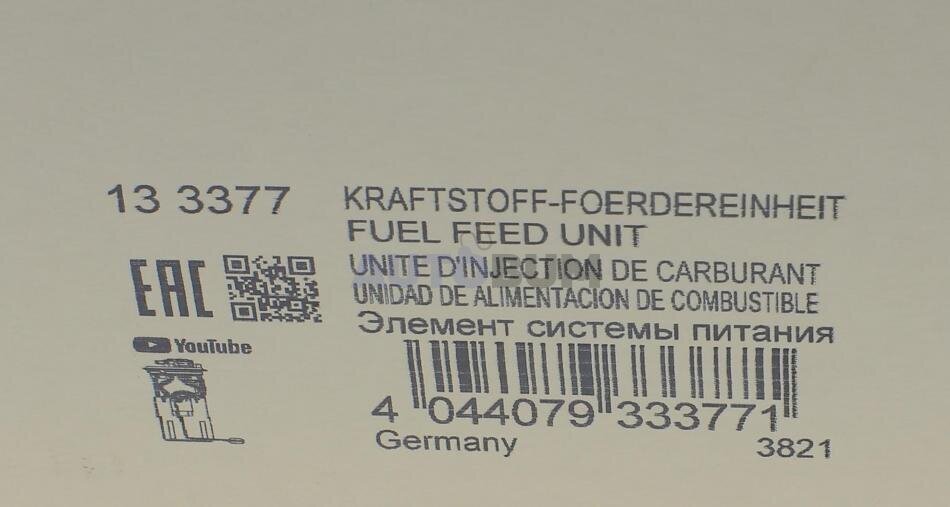 13 3377
KRAFTSTOFF-FOERDEREINHEIT
FUEL FEED UNIT
UNITE D'INJECTION DE CARBURANT
UNIDAD DE ALIMENTACION DE COMBUSTIBLE
Элемент системы питания
EAC
YouTube
4 044079 333771
Germany
3821